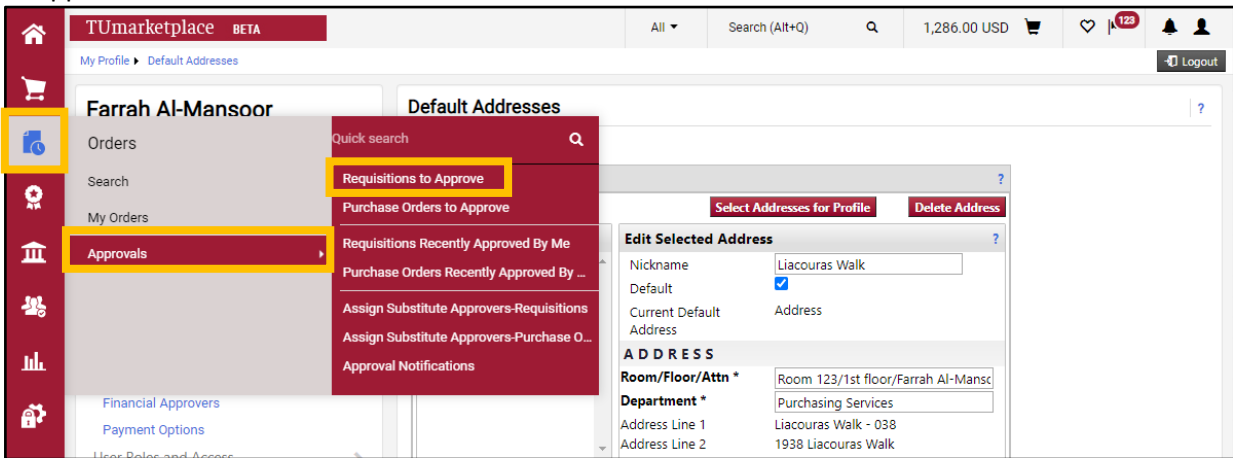 TUmarketplace BETA
All
Search (Alt+Q)
1,286.00 USD
123
My Profile
Default Addresses
Logout
Farrah Al-Mansoor
Orders
Search
My Orders
Approvals
Quick search
Requisitions to Approve
Purchase Orders to Approve
Requisitions Recently Approved By Me
Purchase Orders Recently Approved By ...
Assign Substitute Approvers-Requisitions
Assign Substitute Approvers-Purchase O...
Approval Notifications
Financial Approvers
Payment Options
User Roles and Access
Default Addresses
?
?
Select Addresses for Profile
Delete Address
Edit Selected Address
?
Nickname
Liacouras Walk
Default
Current Default
Address
Address
ADDRESS
Room/Floor/Attn *
Room 123/1st floor/Farrah Al-Mansc
Department *
Purchasing Services
Address Line 1
Liacouras Walk - 038
Address Line 2
1938 Liacouras Walk